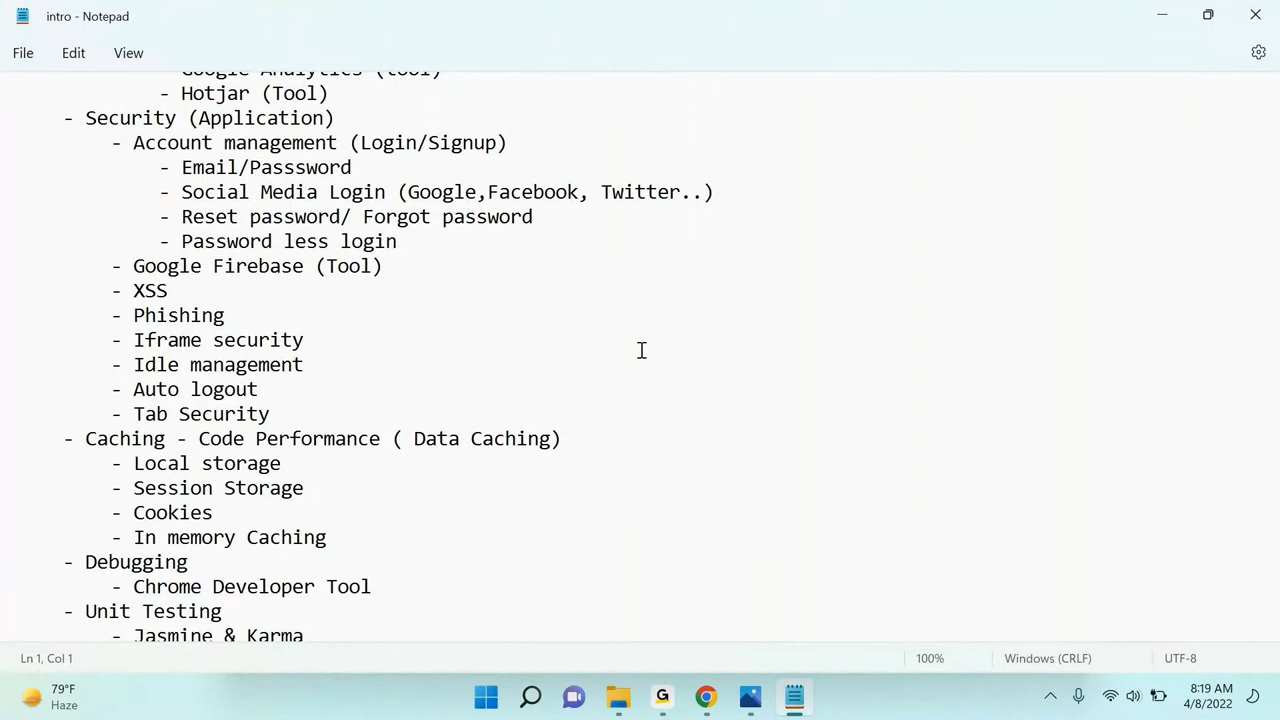 intro - Notepad
File Edit View
Google Analytics (tool)
- Hotjar (Tool)
- Security (Application)
- Account management (Login/Signup)
- Email/Passsword
- Social Media Login (Google,Facebook, Twitter..)
- Reset password/ Forgot password
- Password less login
- Google Firebase (Tool)
- XSS
- Phishing
- Iframe security
- Idle management
- Auto logout
- Tab Security
- Caching - Code Performance ( Data Caching)
- Local storage
- Session Storage
- Cookies
- In memory Caching
- Debugging
- Chrome Developer Tool
- Unit Testing
- Jasmine & Karma
Ln 1, Col 1 100% Windows (CRLF) UTF-8
79°F
Haze
G
8:19 AM
4/8/2022